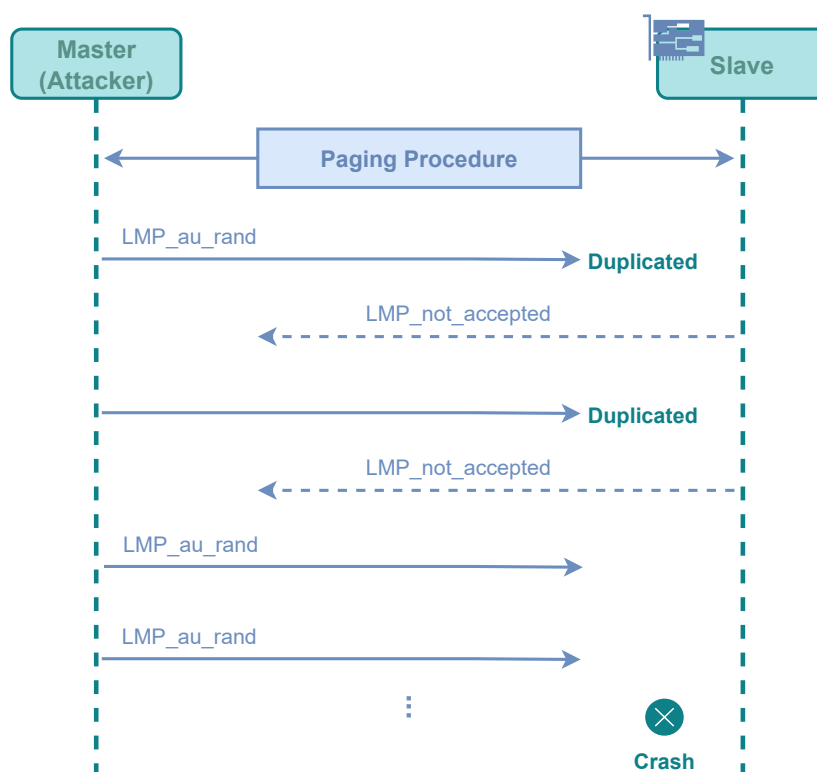 Master
(Attacker)
Slave
Paging Procedure
LMP_au_rand
Duplicated
LMP_not_accepted
Duplicated
LMP_not_accepted
LMP_au_rand
LMP_au_rand
...
Crash